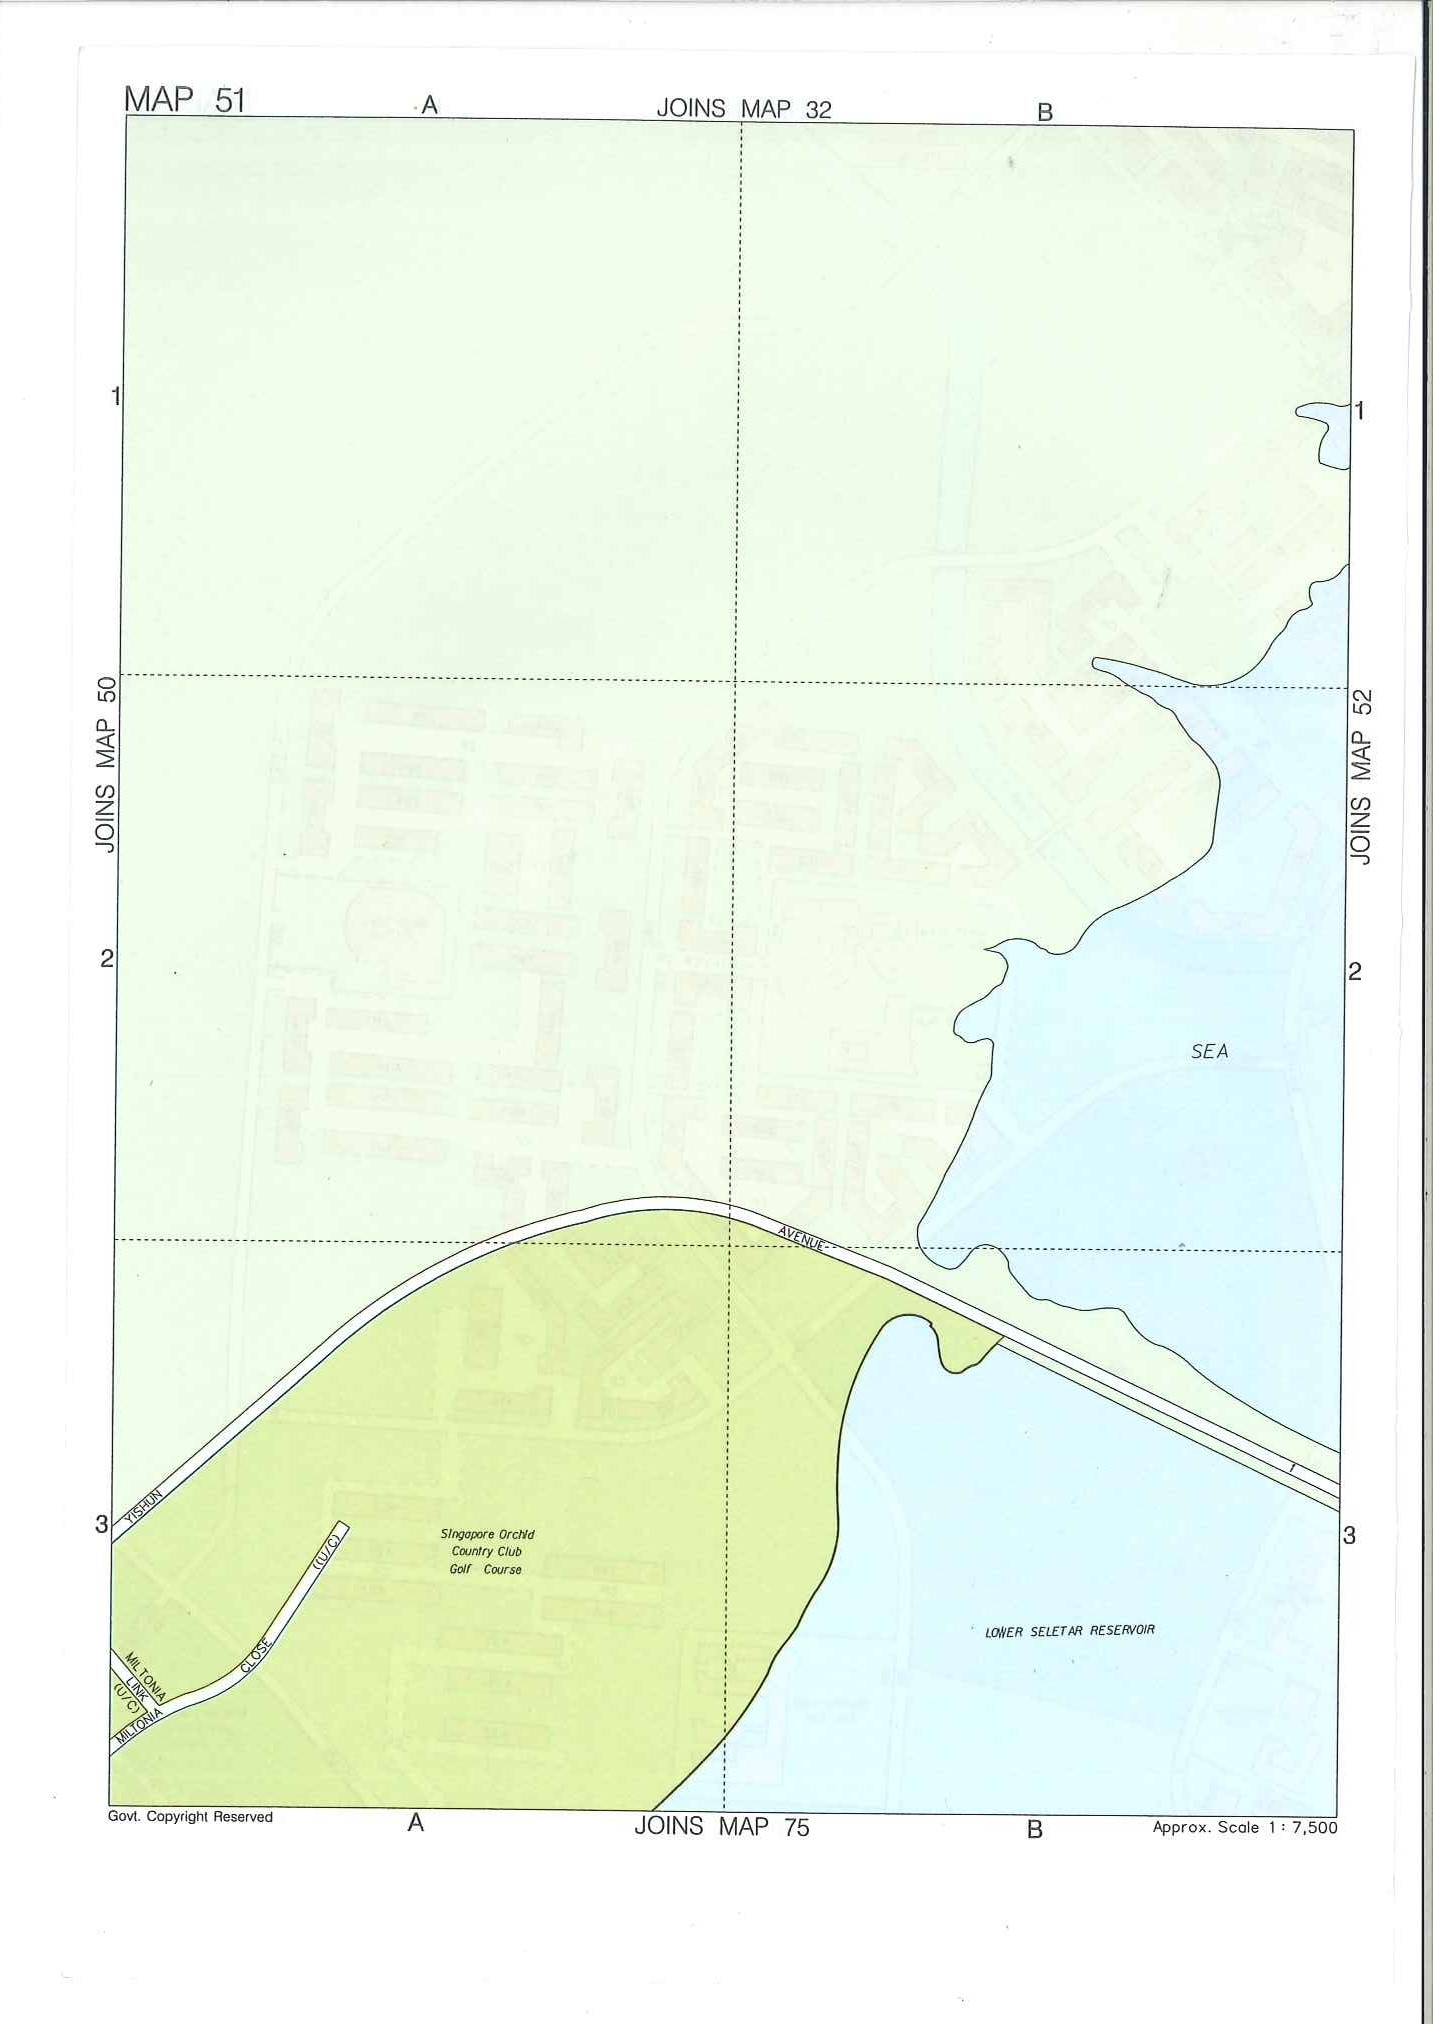 MAP 51
A
JOINS MAP 32
B
1
1
JOINS MAP 50
JOINS MAP 52
2
2
SEA
AVENUE
1
YISHUN
3
3
Singapore Orchid
Country Club
Golf Course
(U/C)
CLOSE
LOWER SELETAR RESERVOIR
MILTONIA
LINK
(U/C)
MILTONIA
Govt. Copyright Reserved
A
JOINS MAP 75
B
Approx. Scale 1 : 7,500